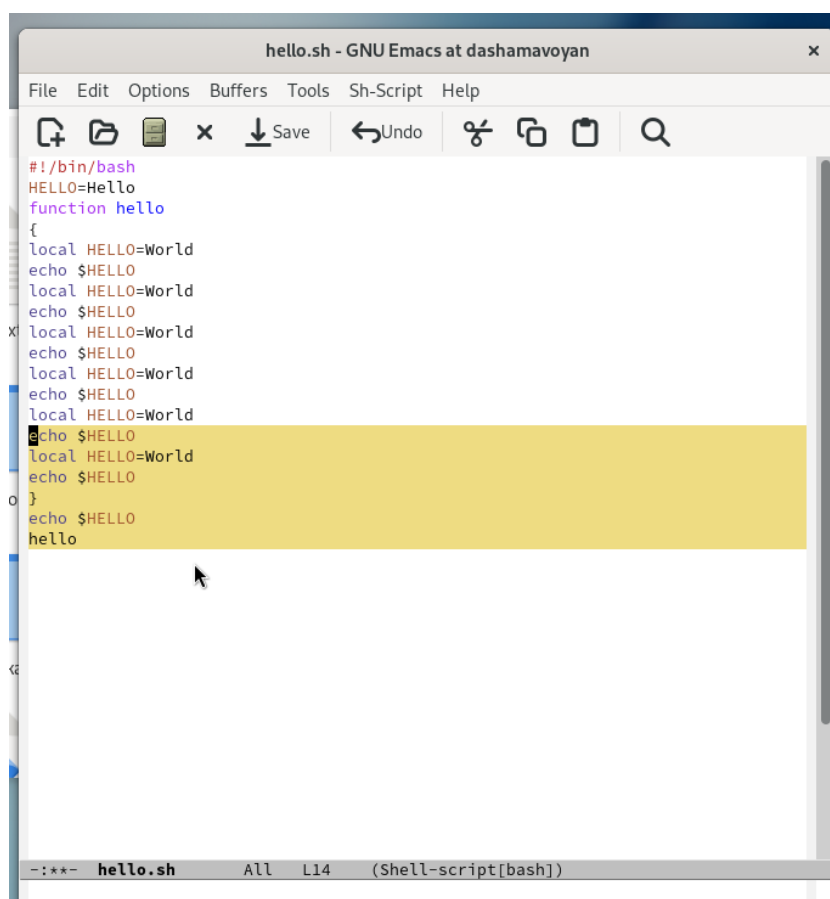 hello.sh - GNU Emacs at dashamavoyan ×
File Edit Options Buffers Tools Sh-Script Help
Save Undo
#!/bin/bash
HELLO=Hello
function hello
{
local HELLO=World
echo $HELLO
local HELLO=World
echo $HELLO
local HELLO=World
echo $HELLO
local HELLO=World
echo $HELLO
local HELLO=World
echo $HELLO
local HELLO=World
echo $HELLO
}
echo $HELLO
hello
-:**- hello.sh All L14 (Shell-script[bash])